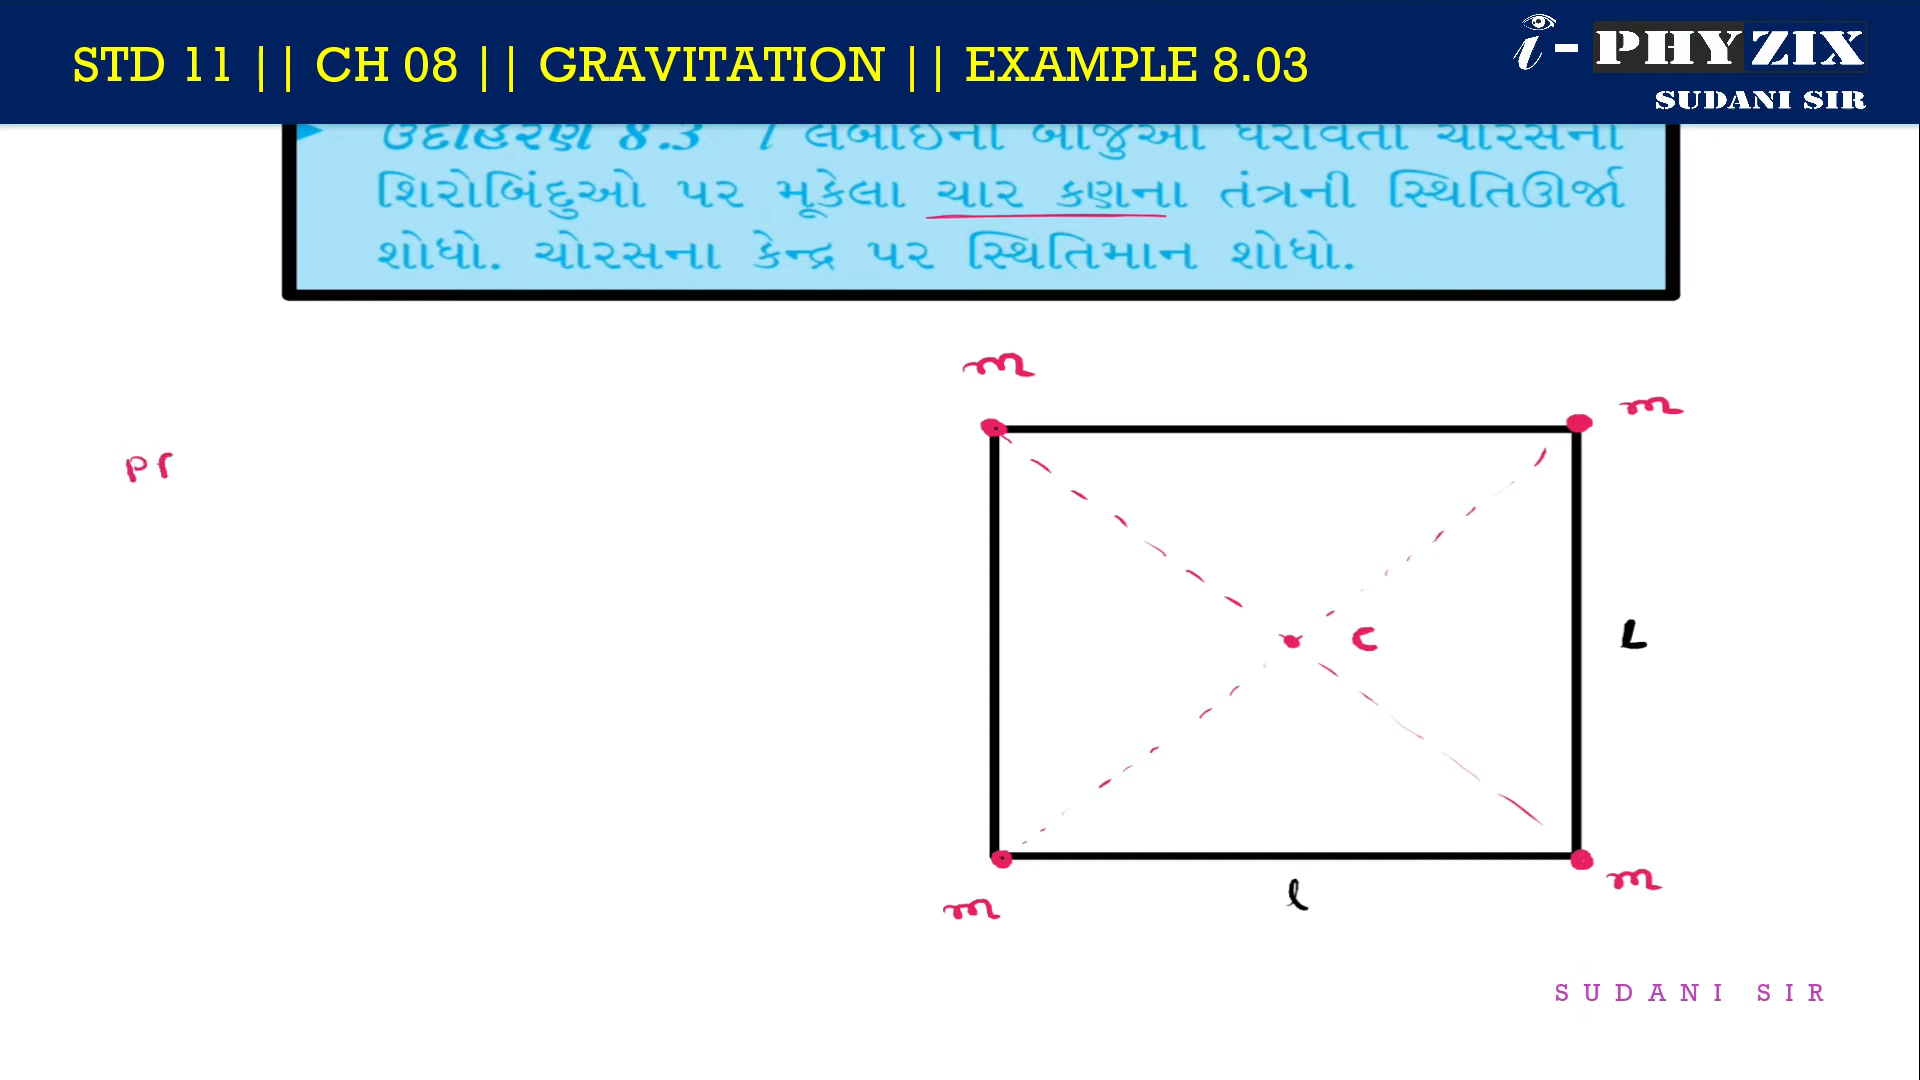 STD 11 || CH 08 || GRAVITATION || EXAMPLE 8.03
i-PHYZIX
SUDANI SIR
ઉદાહરણ 8.3 l લંબાઇની બાજુઓ ધરાવતા ચોરસના
શિરોબિંદુઓ પર મૂકેલા ચાર કણના તંત્રની સ્થિતિઊર્જા
શોધો. ચોરસના કેન્દ્ર પર સ્થિતિમાન શોધો.
m
m
Pr
C
L
m
m
l
SUDANI SIR